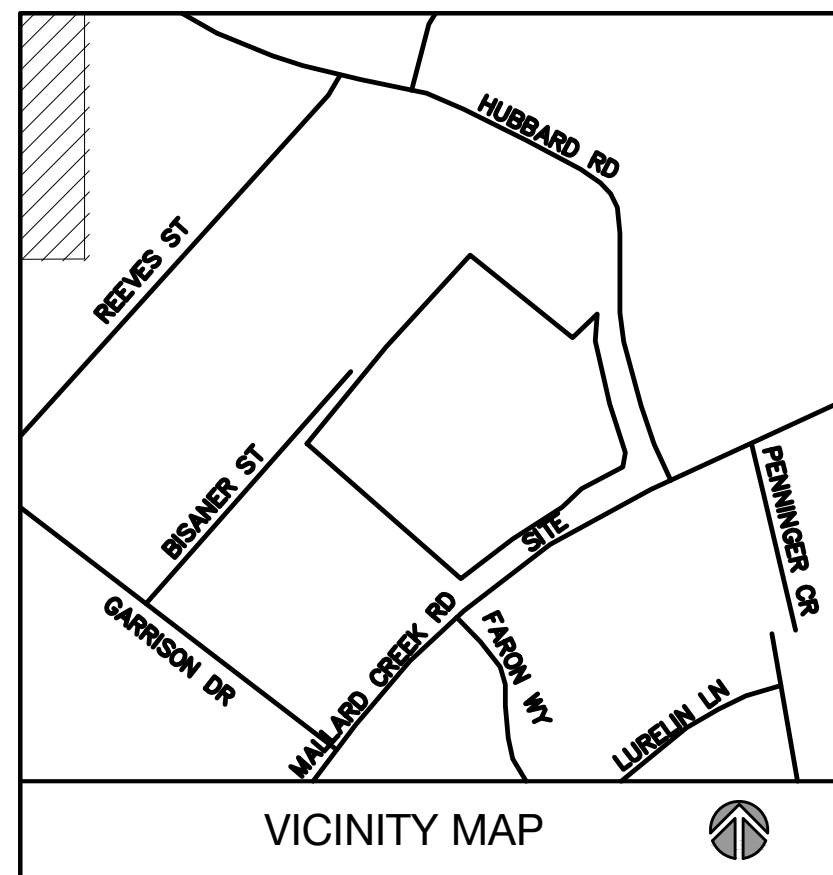 HUBBARD RD
REEVES ST
BISANER ST
PENNINGER CR
SITE
GARRISON DR
MALLARD CREEK RD
FARON WY
LURELIN LN
VICINITY MAP